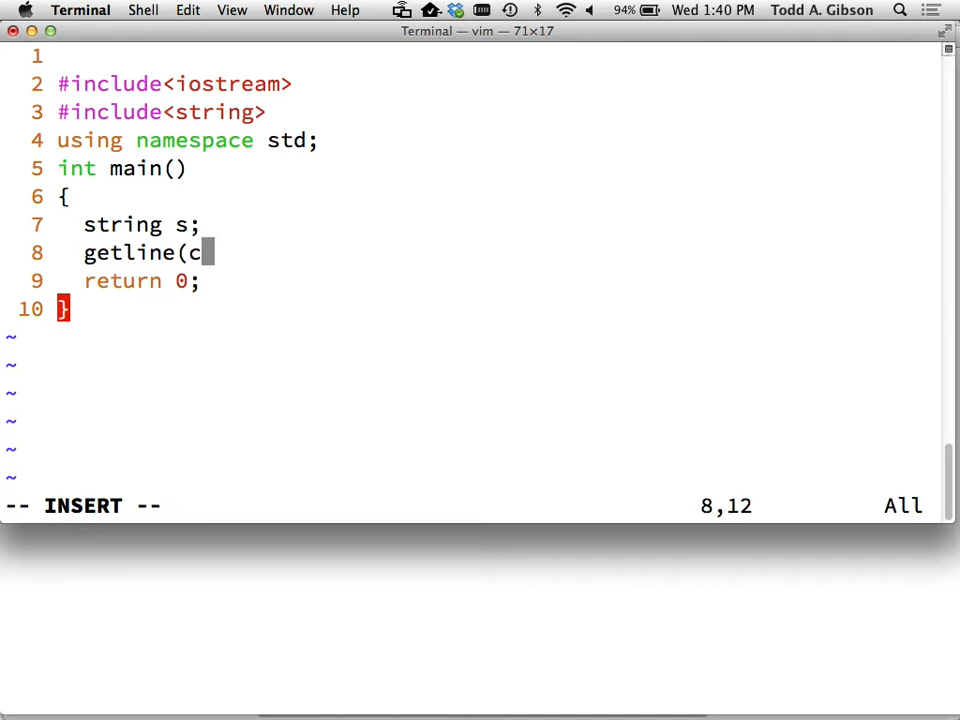 Terminal Shell Edit View Window Help 94% Wed 1:40 PM Todd A. Gibson
Terminal — vim — 71×17
1
2 #include<iostream>
3 #include<string>
4 using namespace std;
5 int main()
6 {
7   string s;
8   getline(c
9   return 0;
10 }
~
~
~
~
~
~
-- INSERT -- 8,12 All